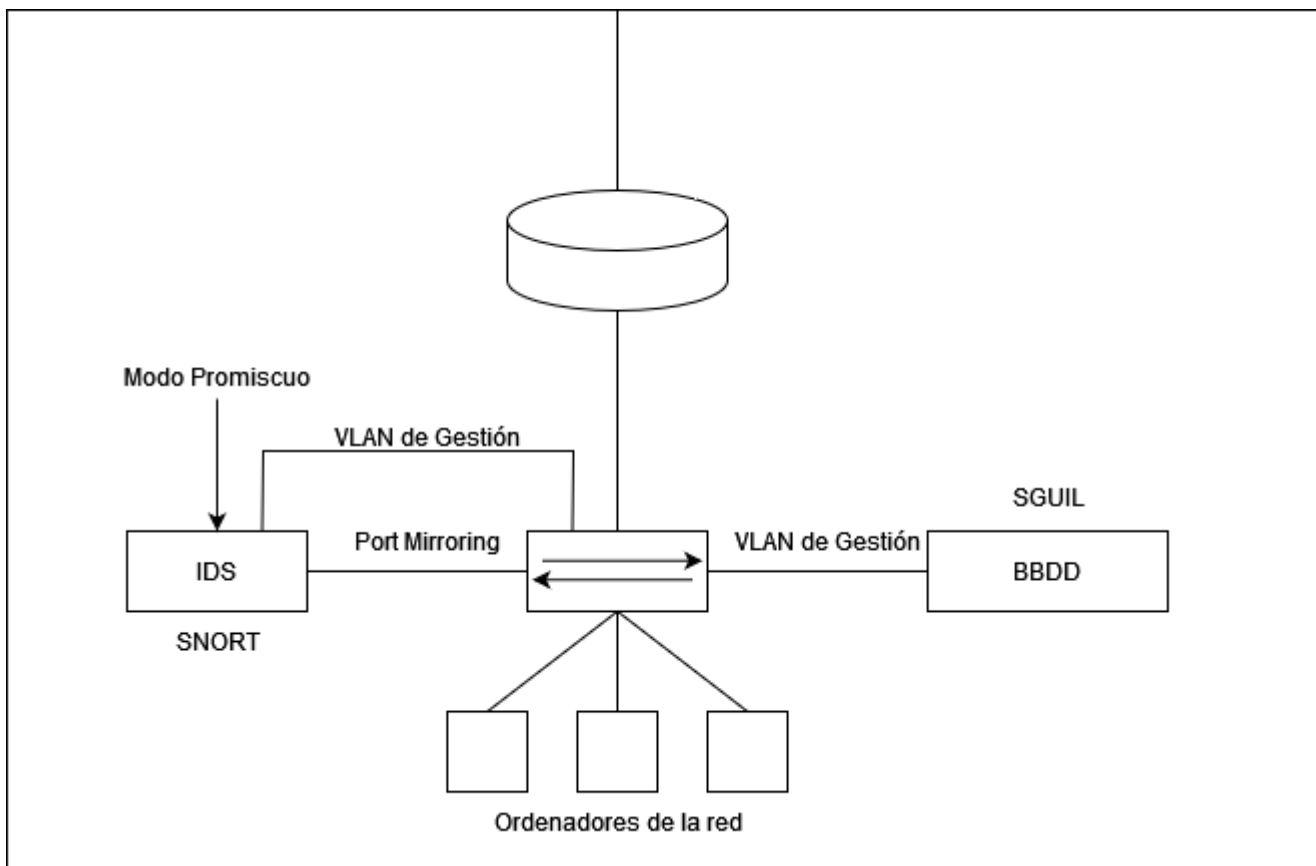 Modo Promiscuo
VLAN de Gestión
SGUIL
Port Mirroring
VLAN de Gestión
IDS
BBDD
SNORT
Ordenadores de la red